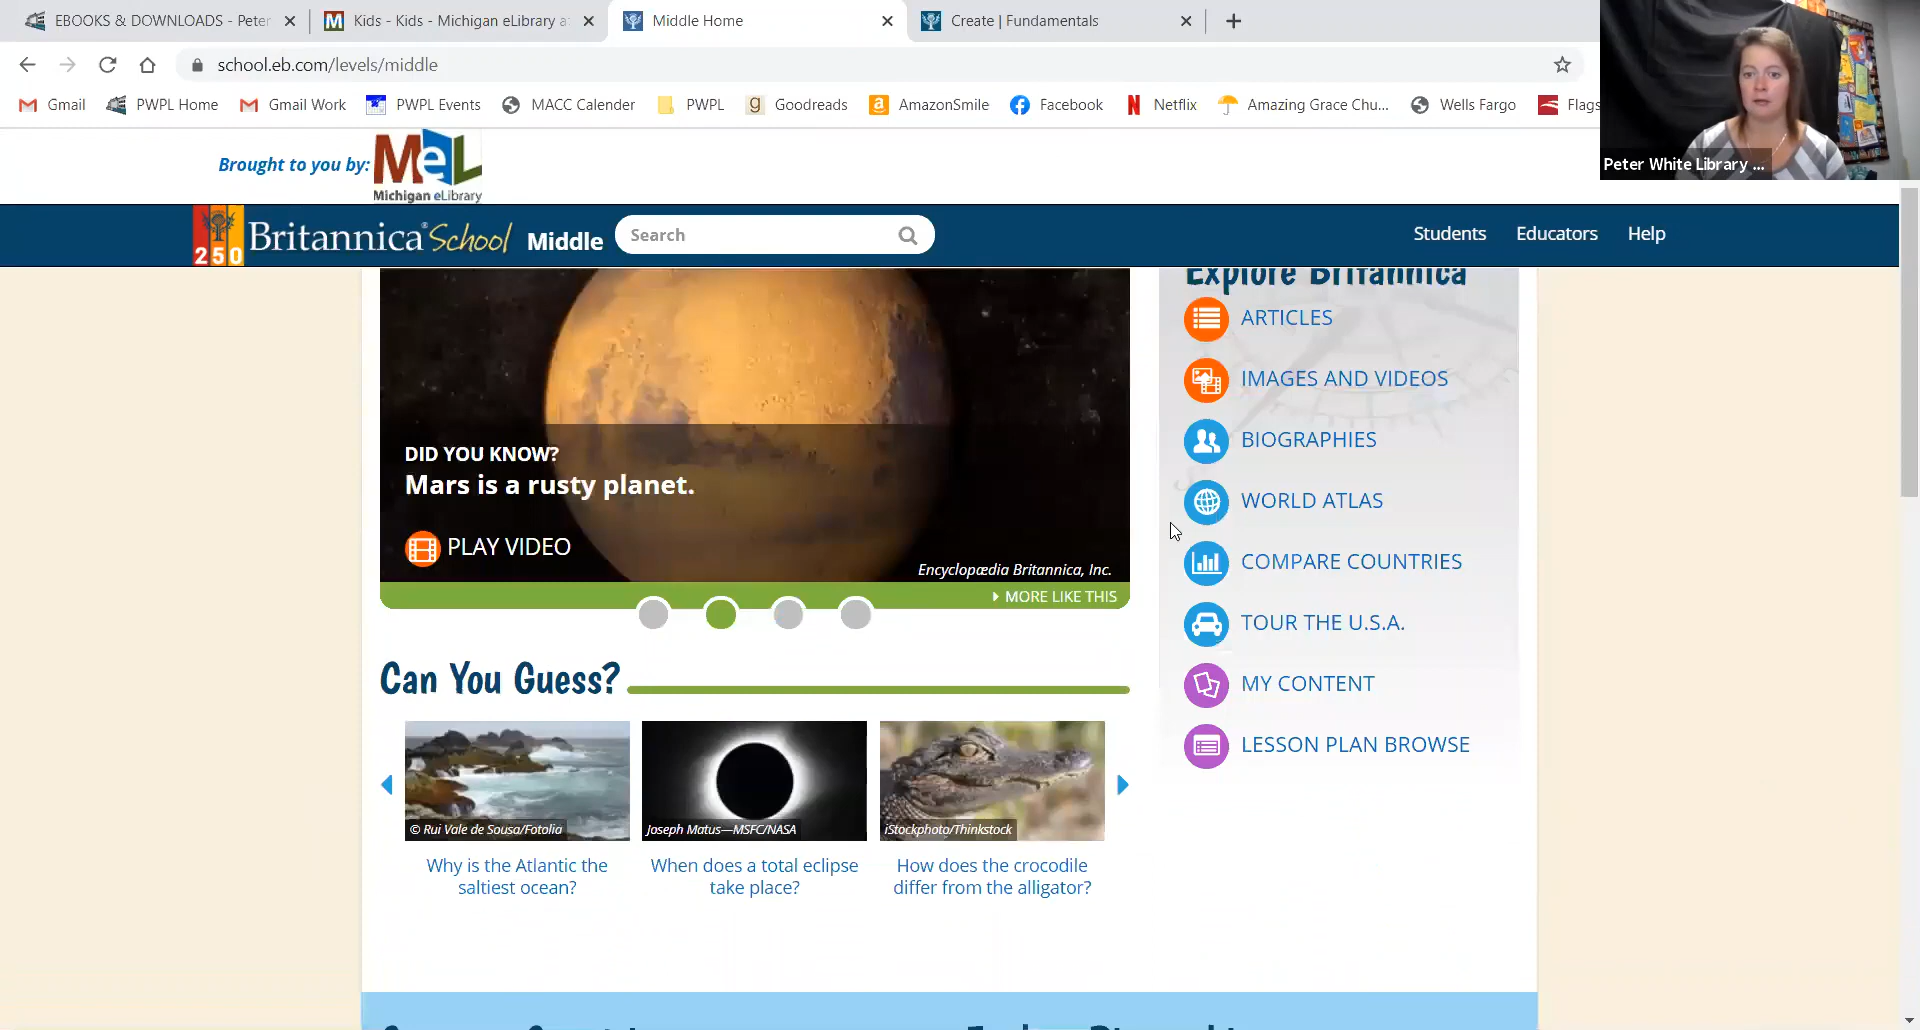 EBOOKS & DOWNLOADS - Peter
Kids - Kids - Michigan eLibrary a
Middle Home
Create | Fundamentals
school.eb.com/levels/middle
Gmail
PWPL Home
Gmail Work
PWPL Events
MACC Calender
PWPL
Goodreads
AmazonSmile
Facebook
Netflix
Amazing Grace Chu...
Wells Fargo
Flags
Peter White Library ...
Brought to you by:
MeL
Michigan eLibrary
250
Britannica® School Middle
Search
Students
Educators
Help
DID YOU KNOW?
Mars is a rusty planet.
PLAY VIDEO
Encyclopædia Britannica, Inc.
MORE LIKE THIS
Explore Britannica
ARTICLES
IMAGES AND VIDEOS
BIOGRAPHIES
WORLD ATLAS
COMPARE COUNTRIES
TOUR THE U.S.A.
MY CONTENT
LESSON PLAN BROWSE
Can You Guess?
© Rui Vale de Sousa/Fotolia
Why is the Atlantic the
saltiest ocean?
Joseph Matus—MSFC/NASA
When does a total eclipse
take place?
iStockphoto/Thinkstock
How does the crocodile
differ from the alligator?